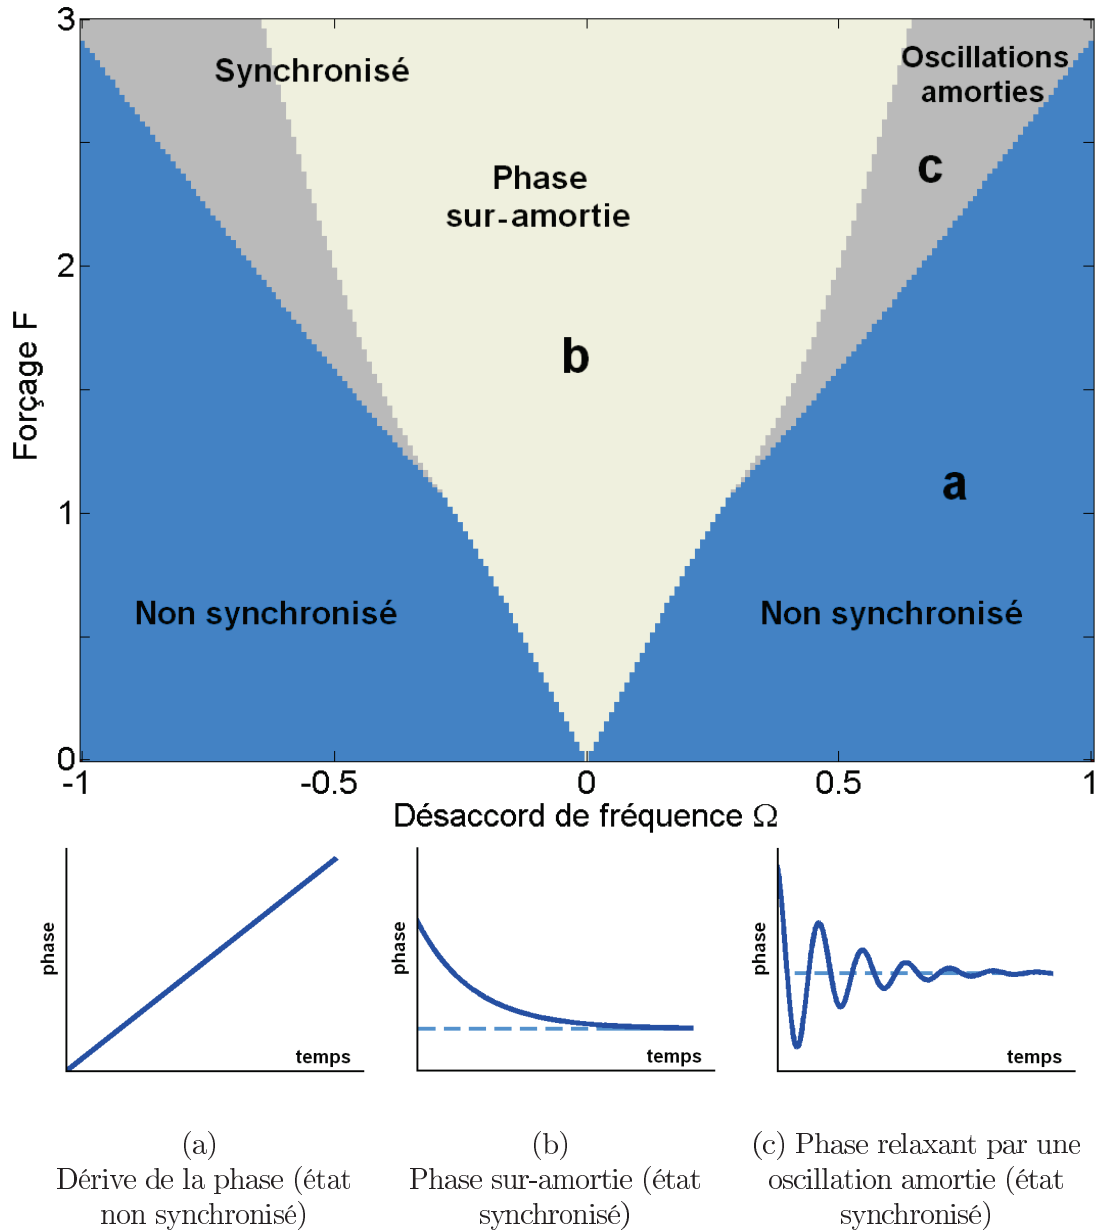 3
2
1
0
Forçage F
Synchronisé
Oscillations
amorties
Phase
sur-amortie
c
b
a
Non synchronisé
Non synchronisé
-1
-0.5
0
0.5
1
Désaccord de fréquence Ω
phase
temps
phase
temps
phase
temps
(a)
Dérive de la phase (état
non synchronisé)
(b)
Phase sur-amortie (état
synchronisé)
(c) Phase relaxant par une
oscillation amortie (état
synchronisé)